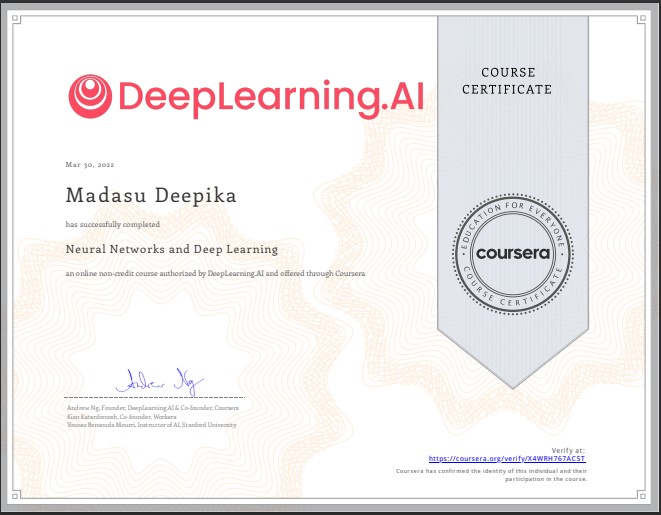 DeepLearning.AI
COURSE
CERTIFICATE
Mar 30, 2022
Madasu Deepika
has successfully completed
Neural Networks and Deep Learning
an online non-credit course authorized by DeepLearning.AI and offered through Coursera
EDUCATION FOR EVERYONE
coursera
COURSE CERTIFICATE
Andrew Ng
Andrew Ng, Founder, DeepLearning.AI & Co-founder, Coursera
Kian Katanforoosh, Co-founder, Workera
Younes Bensouda Mourri, Instructor of AI, Stanford University
Verify at:
https://coursera.org/verify/X4WRH767AC5T
Coursera has confirmed the identity of this individual and their
participation in the course.